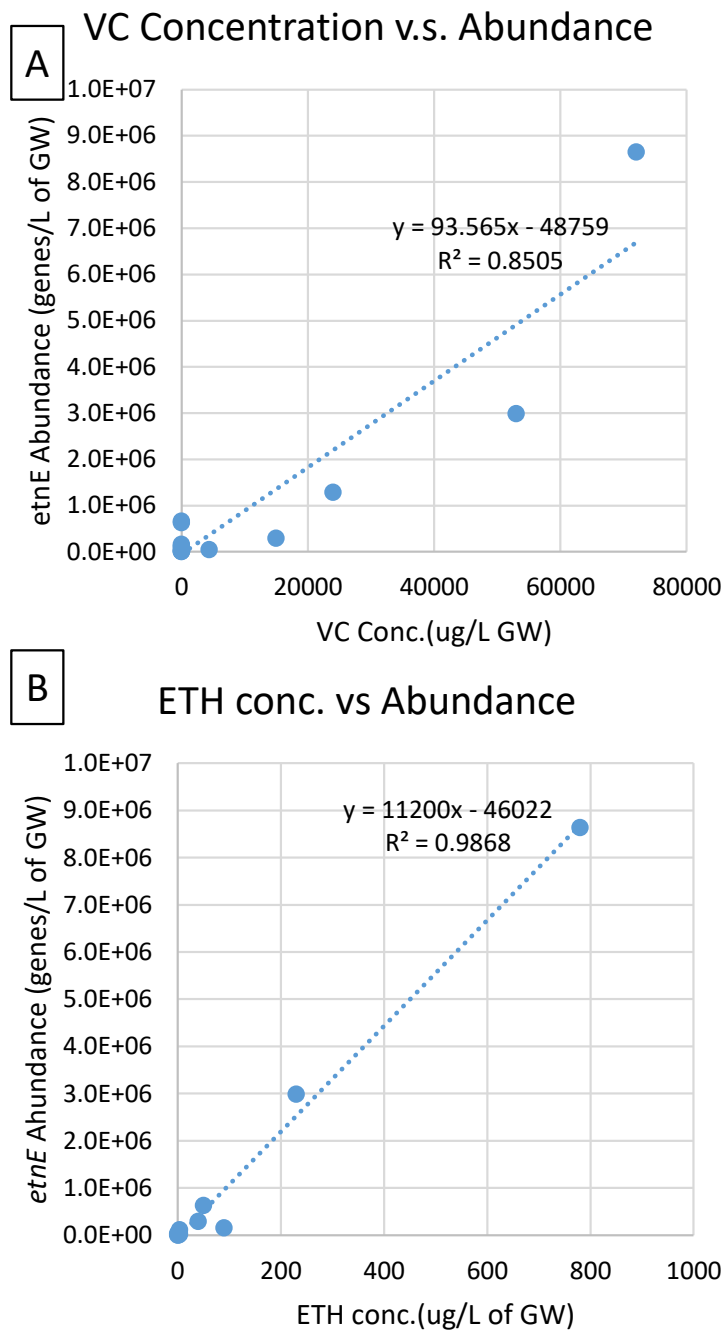 VC Concentration v.s. Abundance
A
etnE Abundance (genes/L of GW)
1.0E+07
9.0E+06
8.0E+06
7.0E+06
6.0E+06
5.0E+06
4.0E+06
3.0E+06
2.0E+06
1.0E+06
0.0E+00
y = 93.565x - 48759
R² = 0.8505
0 20000 40000 60000 80000
VC Conc.(ug/L GW)
B
ETH conc. vs Abundance
etnE Ahundance (genes/L of GW)
1.0E+07
9.0E+06
8.0E+06
7.0E+06
6.0E+06
5.0E+06
4.0E+06
3.0E+06
2.0E+06
1.0E+06
0.0E+00
y = 11200x - 46022
R² = 0.9868
0 200 400 600 800 1000
ETH conc.(ug/L of GW)